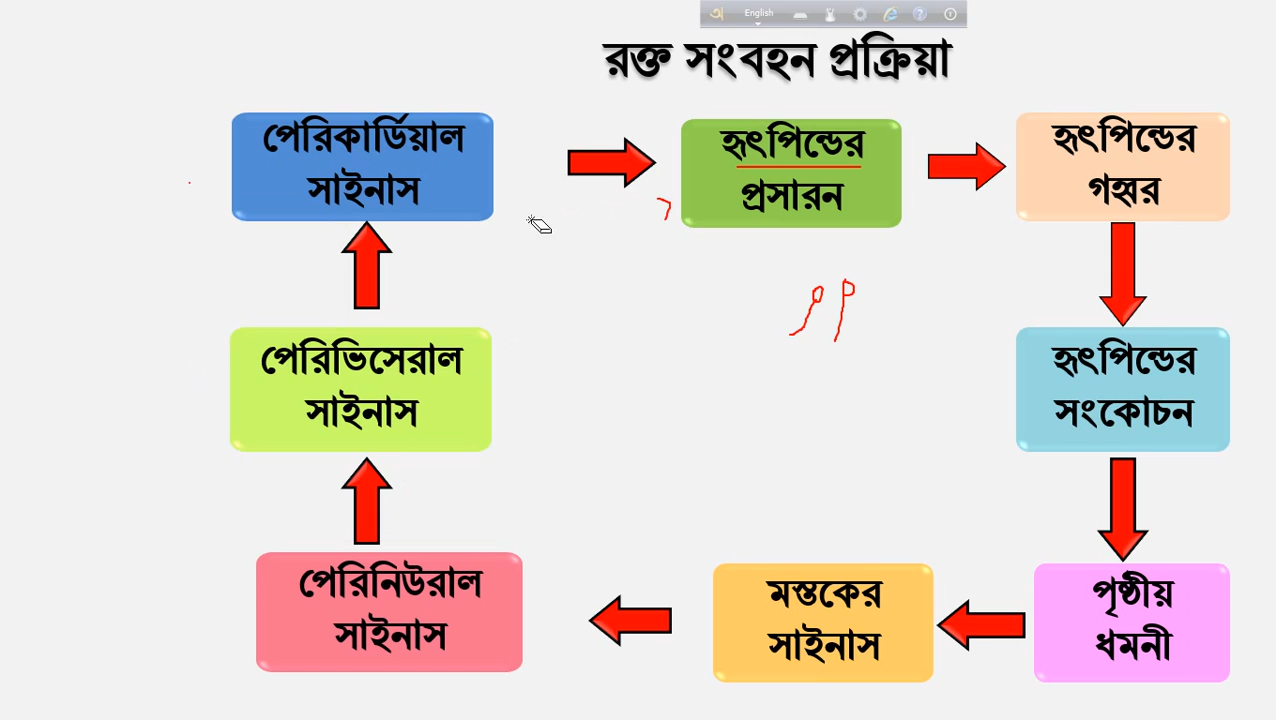 English
রক্ত সংবহন প্রক্রিয়া
পেরিকার্ডিয়াল
সাইনাস
হৃৎপিন্ডের
প্রসারন
হৃৎপিন্ডের
গহ্বর
হৃৎপিন্ডের
সংকোচন
পৃষ্ঠীয়
ধমনী
মস্তকের
সাইনাস
পেরিনিউরাল
সাইনাস
পেরিভিসেরাল
সাইনাস